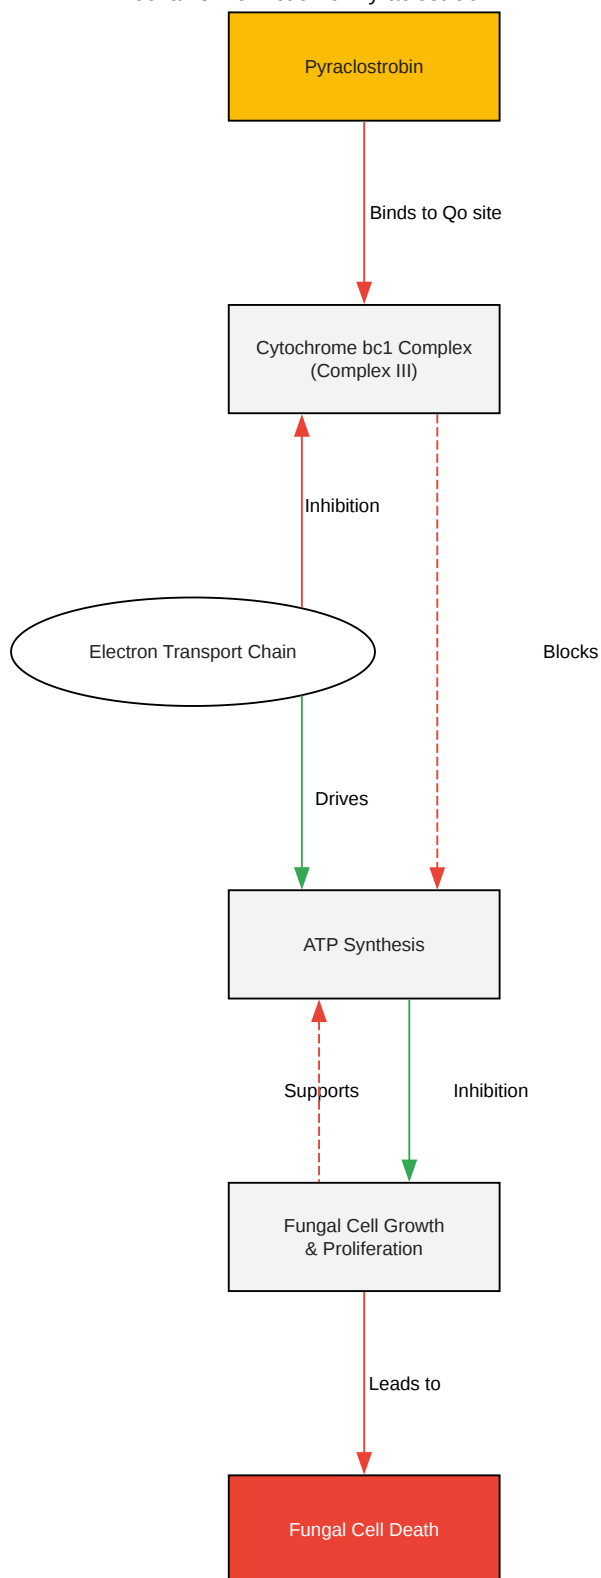 Pyraclostrobin
Binds to Qo site
Cytochrome bc1 Complex
(Complex III)
Inhibition
Electron Transport Chain
Blocks
Drives
ATP Synthesis
Supports
Inhibition
Fungal Cell Growth
& Proliferation
Leads to
Fungal Cell Death